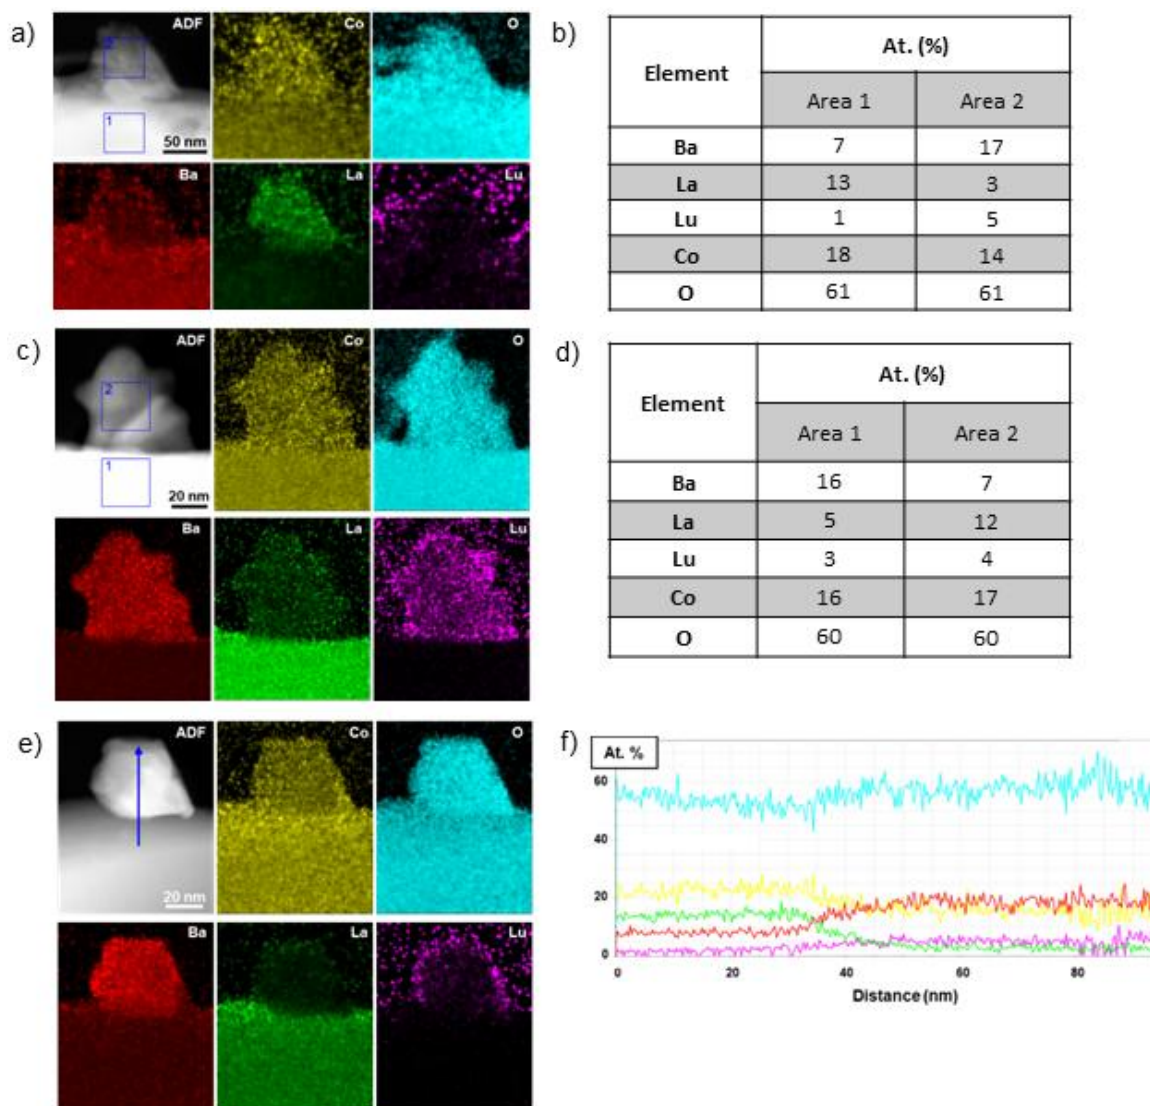 a)
ADF
Co
O
2
1
50 nm
Ba
La
Lu
b)
Element At. (%)
Area 1 Area 2
Ba 7 17
La 13 3
Lu 1 5
Co 18 14
O 61 61
c)
ADF
Co
O
2
1
20 nm
Ba
La
Lu
d)
Element At. (%)
Area 1 Area 2
Ba 16 7
La 5 12
Lu 3 4
Co 16 17
O 60 60
e)
ADF
Co
O
20 nm
Ba
La
Lu
f)
At. %
60
40
20
0
0 20 40 60 80
Distance (nm)